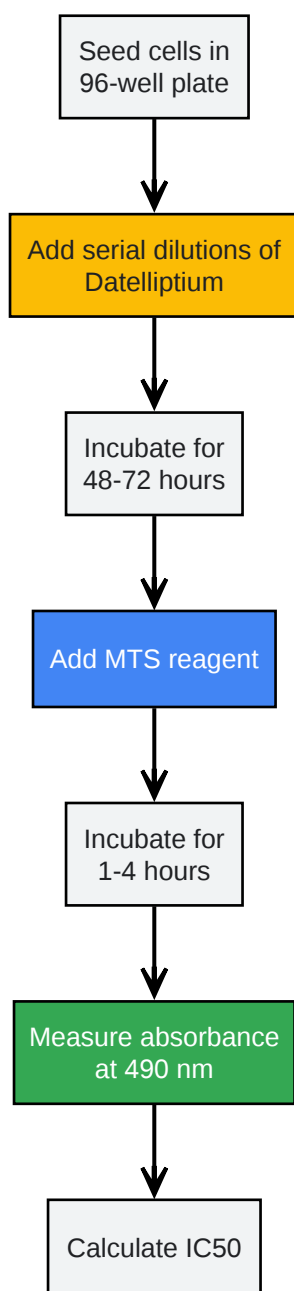 Seed cells in
96-well plate
Add serial dilutions of
Datelliptium
Incubate for
48-72 hours
Add MTS reagent
Incubate for
1-4 hours
Measure absorbance
at 490 nm
Calculate IC50